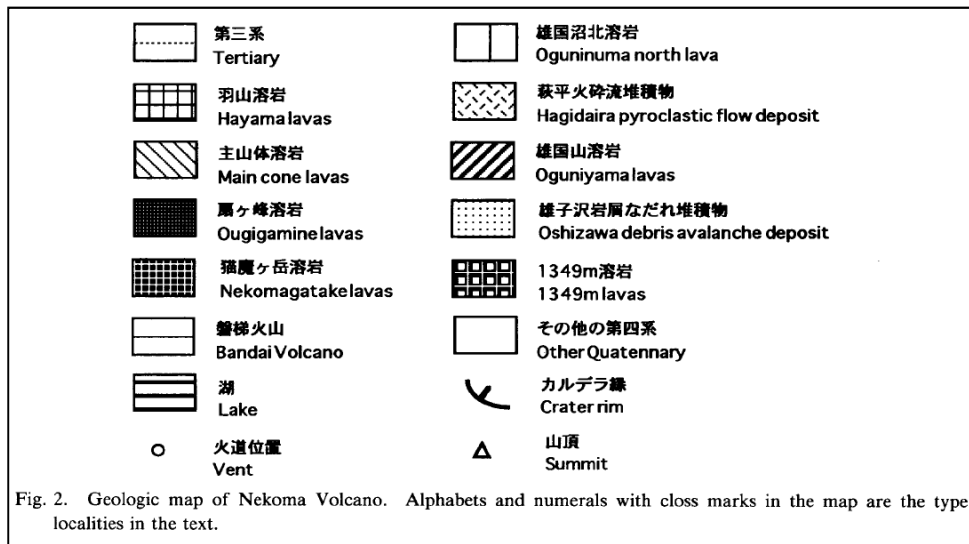 第三系
Tertiary
羽山溶岩
Hayama lavas
主山体溶岩
Main cone lavas
扇ヶ峰溶岩
Ougigamine lavas
猫魔ヶ岳溶岩
Nekomagatake lavas
磐梯火山
Bandai Volcano
湖
Lake
火道位置
Vent
雄国沼北溶岩
Oguninuma north lava
萩平火砕流堆積物
Hagidaira pyroclastic flow deposit
雄国山溶岩
Oguniyama lavas
雄子沢岩屑なだれ堆積物
Oshizawa debris avalanche deposit
1349m溶岩
1349m lavas
その他の第四系
Other Quatennary
カルデラ縁
Crater rim
山頂
Summit
Fig. 2. Geologic map of Nekoma Volcano. Alphabets and numerals with closs marks in the map are the type
localities in the text.